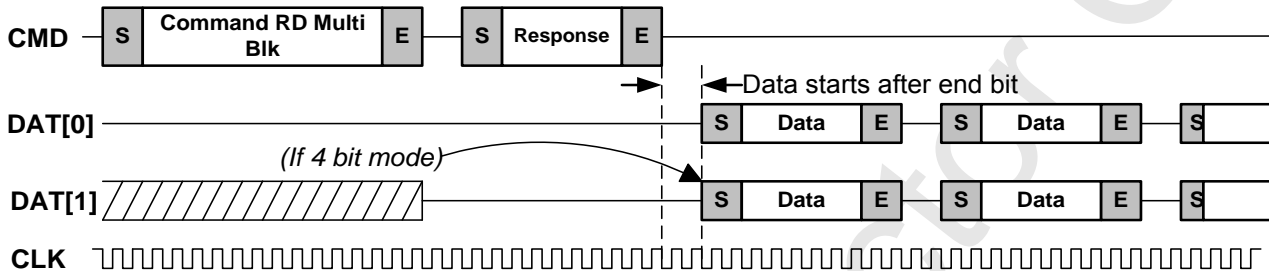 CMD S Command RD Multi Blk E S Response E
Data starts after end bit
DAT[0] S Data E S Data E S
(If 4 bit mode)
DAT[1] S Data E S Data E S
CLK